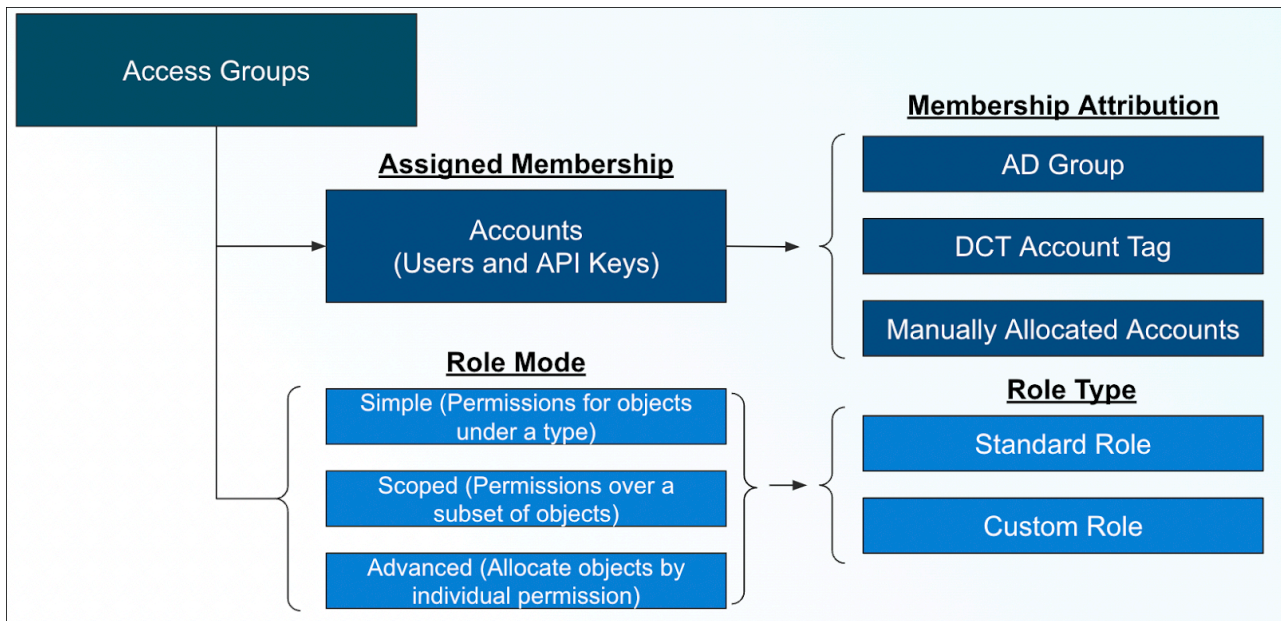 Access Groups
Assigned Membership
Accounts
(Users and API Keys)
Membership Attribution
AD Group
DCT Account Tag
Manually Allocated Accounts
Role Mode
Simple (Permissions for objects
under a type)
Scoped (Permissions over a
subset of objects)
Advanced (Allocate objects by
individual permission)
Role Type
Standard Role
Custom Role